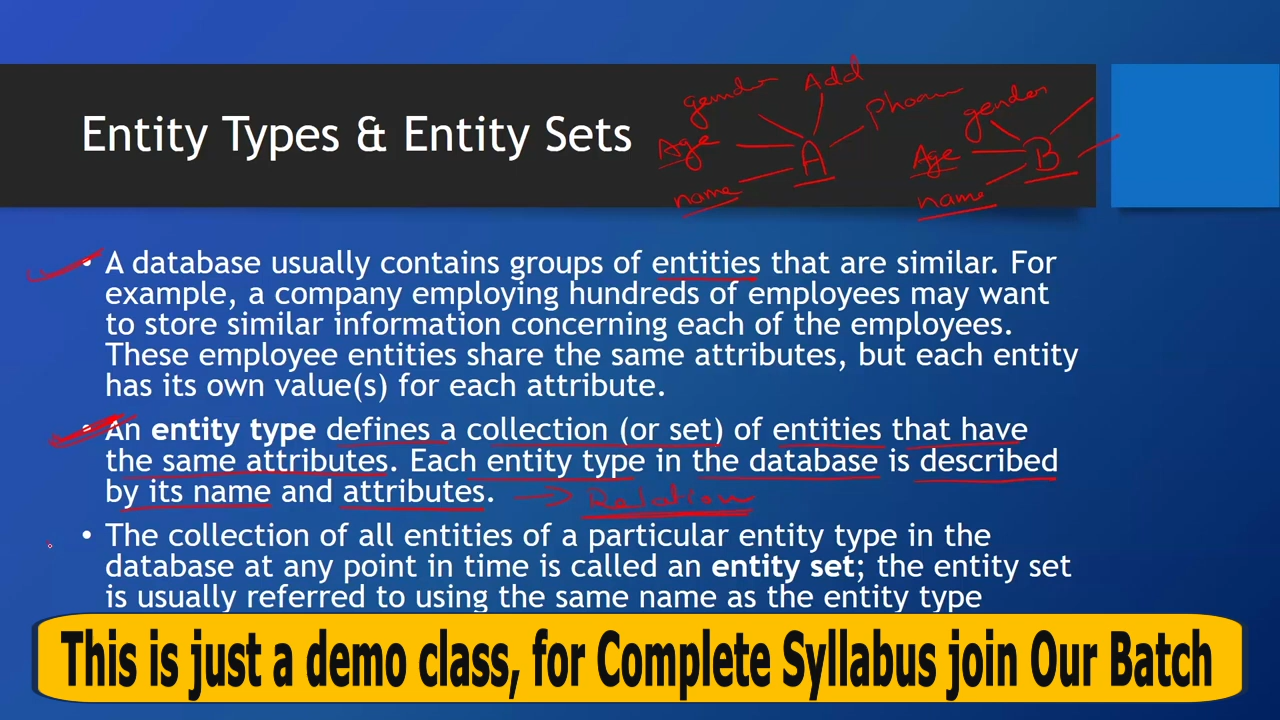 Entity Types & Entity Sets
gender
Add
Phone
Age
name
A
gender
Age
name
B
• A database usually contains groups of entities that are similar. For
example, a company employing hundreds of employees may want
to store similar information concerning each of the employees.
These employee entities share the same attributes, but each entity
has its own value(s) for each attribute.
• An entity type defines a collection (or set) of entities that have
the same attributes. Each entity type in the database is described
by its name and attributes. → Relation
• The collection of all entities of a particular entity type in the
database at any point in time is called an entity set; the entity set
is usually referred to using the same name as the entity type
This is just a demo class, for Complete Syllabus join Our Batch